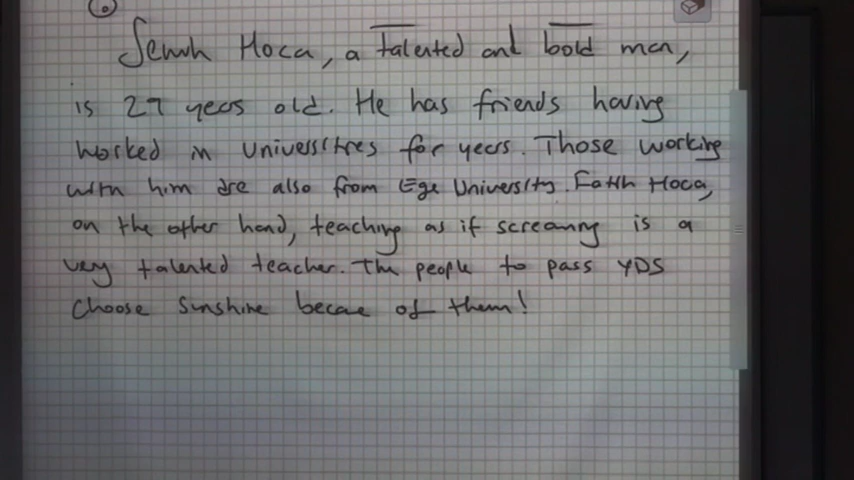 Semih Hoca, a talented and bold man,
is 27 years old. He has friends having
worked in universities for years. Those working
with him are also from Ege University. Fatih Hoca,
on the other hand, teaching as if screaming is a
very talented teacher. The people to pass YDS
choose Sunshine becaue of them!